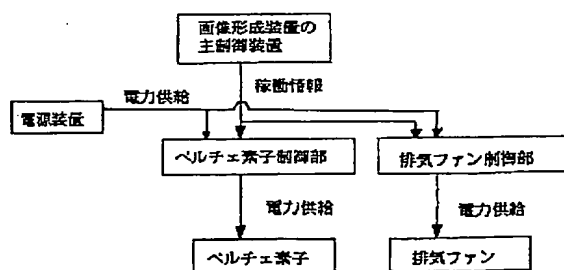 画像形成装置の
主制御装置
稼働情報
電力供給
電源装置
ペルチェ素子制御部
排気ファン制御部
電力供給
電力供給
ペルチェ素子
排気ファン